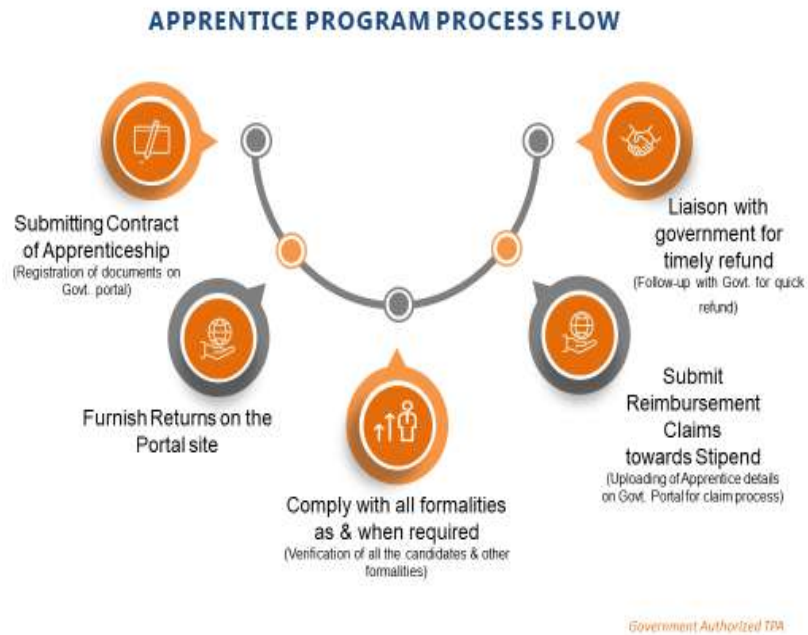 APPRENTICE PROGRAM PROCESS FLOW
Submitting Contract
of Apprenticeship
(Registration of documents on
Govt. portal)
Furnish Returns on the
Portal site
Comply with all formalities
as & when required
(Verification of all the candidates & other
formalities)
Submit
Reimbursement
Claims
towards Stipend
(Uploading of Apprentice details
on Govt. Portal for claim process)
Liaison with
government for
timely refund
(Follow-up with Govt. for quick
refund)
Government Authorized TPA